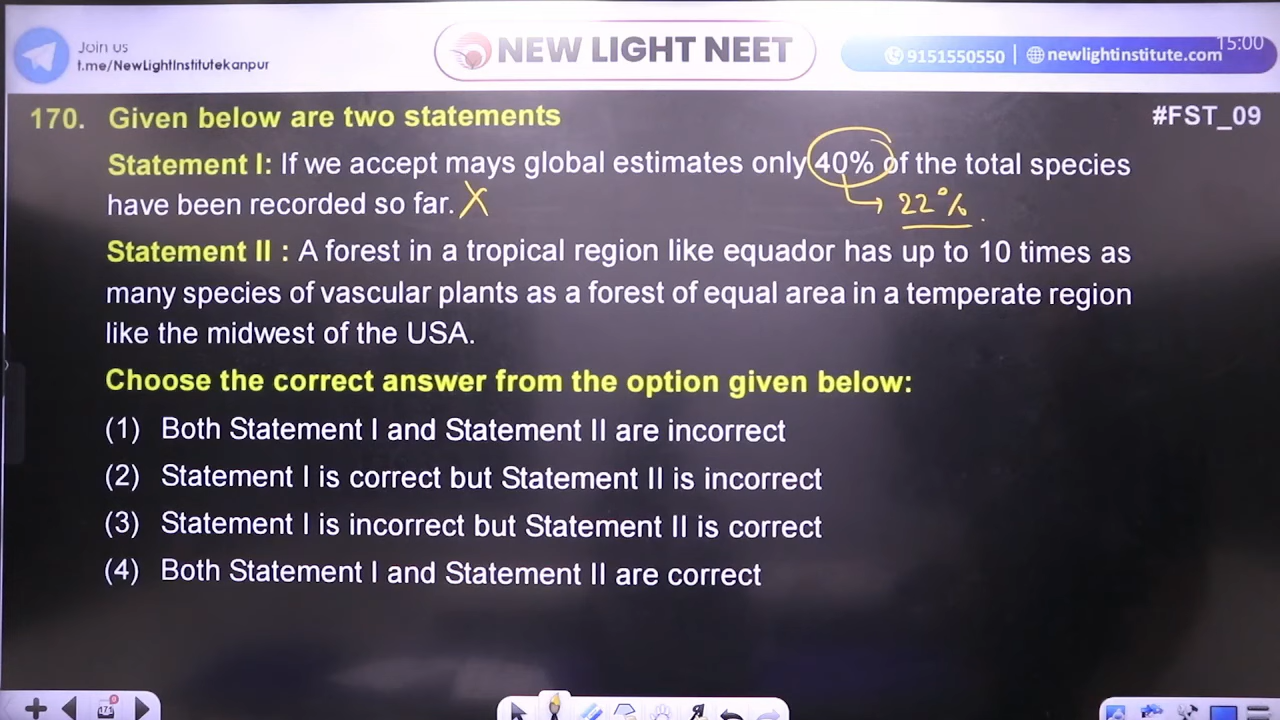 Join us
t.me/NewLightInstitutekanpur
NEW LIGHT NEET
9151550550 | newlightinstitute.com
15:00
170. Given below are two statements
#FST_09
Statement I: If we accept mays global estimates only 40% of the total species
have been recorded so far. X
22%
Statement II : A forest in a tropical region like equador has up to 10 times as
many species of vascular plants as a forest of equal area in a temperate region
like the midwest of the USA.
Choose the correct answer from the option given below:
(1) Both Statement I and Statement II are incorrect
(2) Statement I is correct but Statement II is incorrect
(3) Statement I is incorrect but Statement II is correct
(4) Both Statement I and Statement II are correct